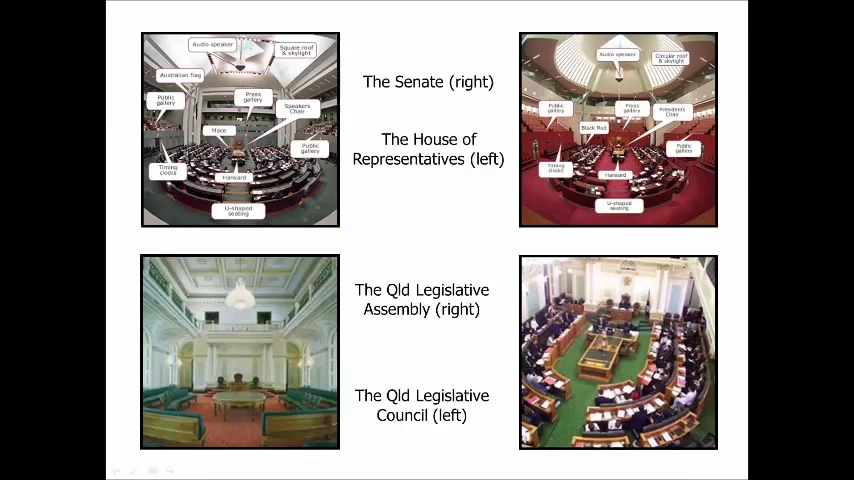 Audio speaker
Square roof
& skylight
Australian flag
Public
gallery
Press
gallery
Speakers
Chair
Mace
Public
gallery
Timing
clocks
Hansard
U-shaped
seating
The Senate (right)
The House of
Representatives (left)
Audio speaker
Circular roof
& skylight
Public
gallery
Press
gallery
Presidents
Chair
Black Rod
Public
gallery
Timing
clocks
Hansard
U-shaped
seating
The Qld Legislative
Assembly (right)
The Qld Legislative
Council (left)